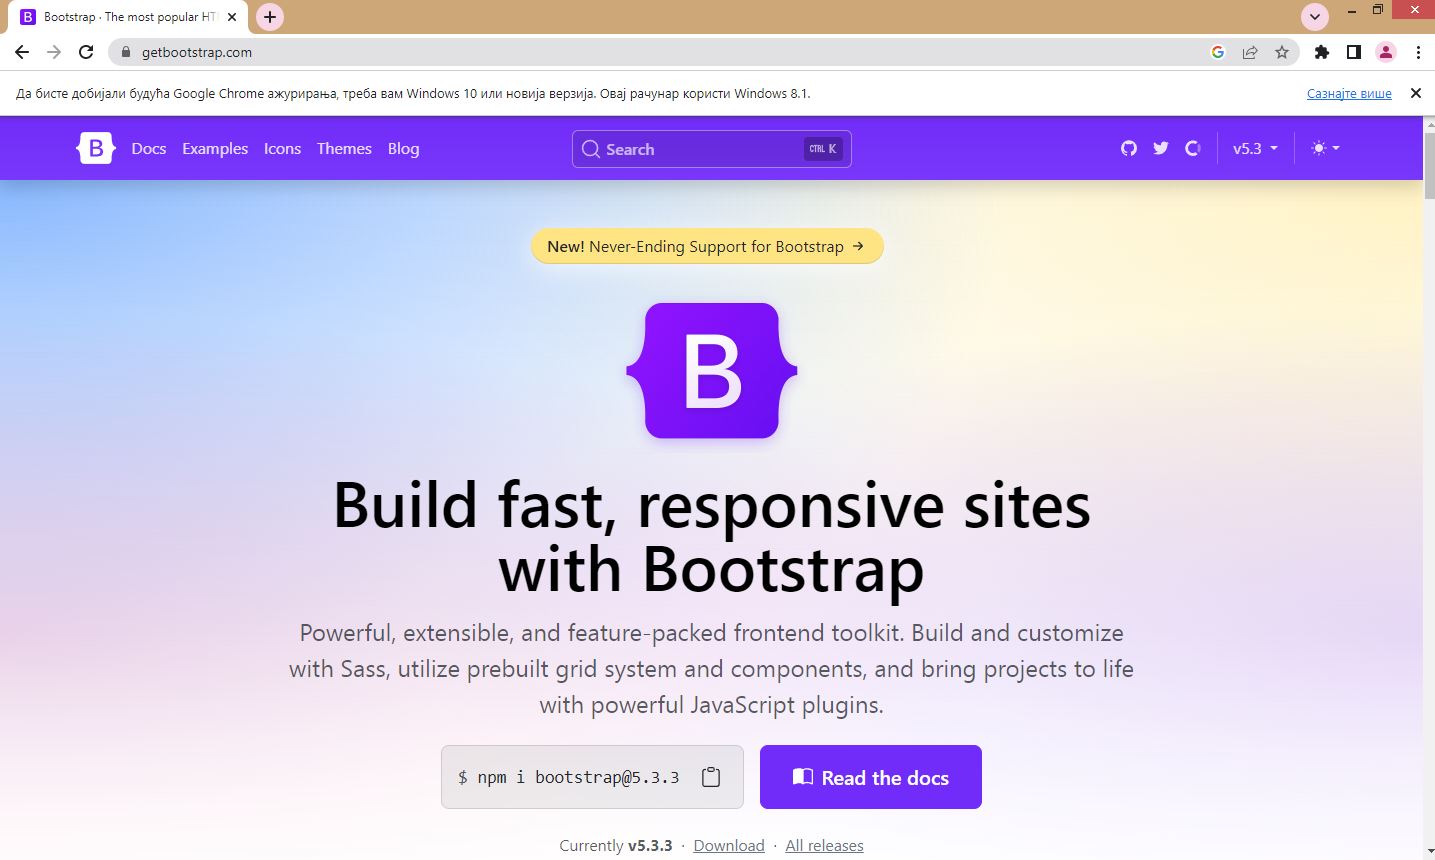 Bootstrap · The most popular HT
getbootstrap.com
Да бисте добијали будућа Google Chrome ажурирања, треба вам Windows 10 или новија верзија. Овај рачунар користи Windows 8.1.
Сазнајте више
B Docs Examples Icons Themes Blog
Search CTRL K
v5.3
New! Never-Ending Support for Bootstrap →
B
Build fast, responsive sites
with Bootstrap
Powerful, extensible, and feature-packed frontend toolkit. Build and customize
with Sass, utilize prebuilt grid system and components, and bring projects to life
with powerful JavaScript plugins.
$ npm i bootstrap@5.3.3
Read the docs
Currently v5.3.3 · Download · All releases